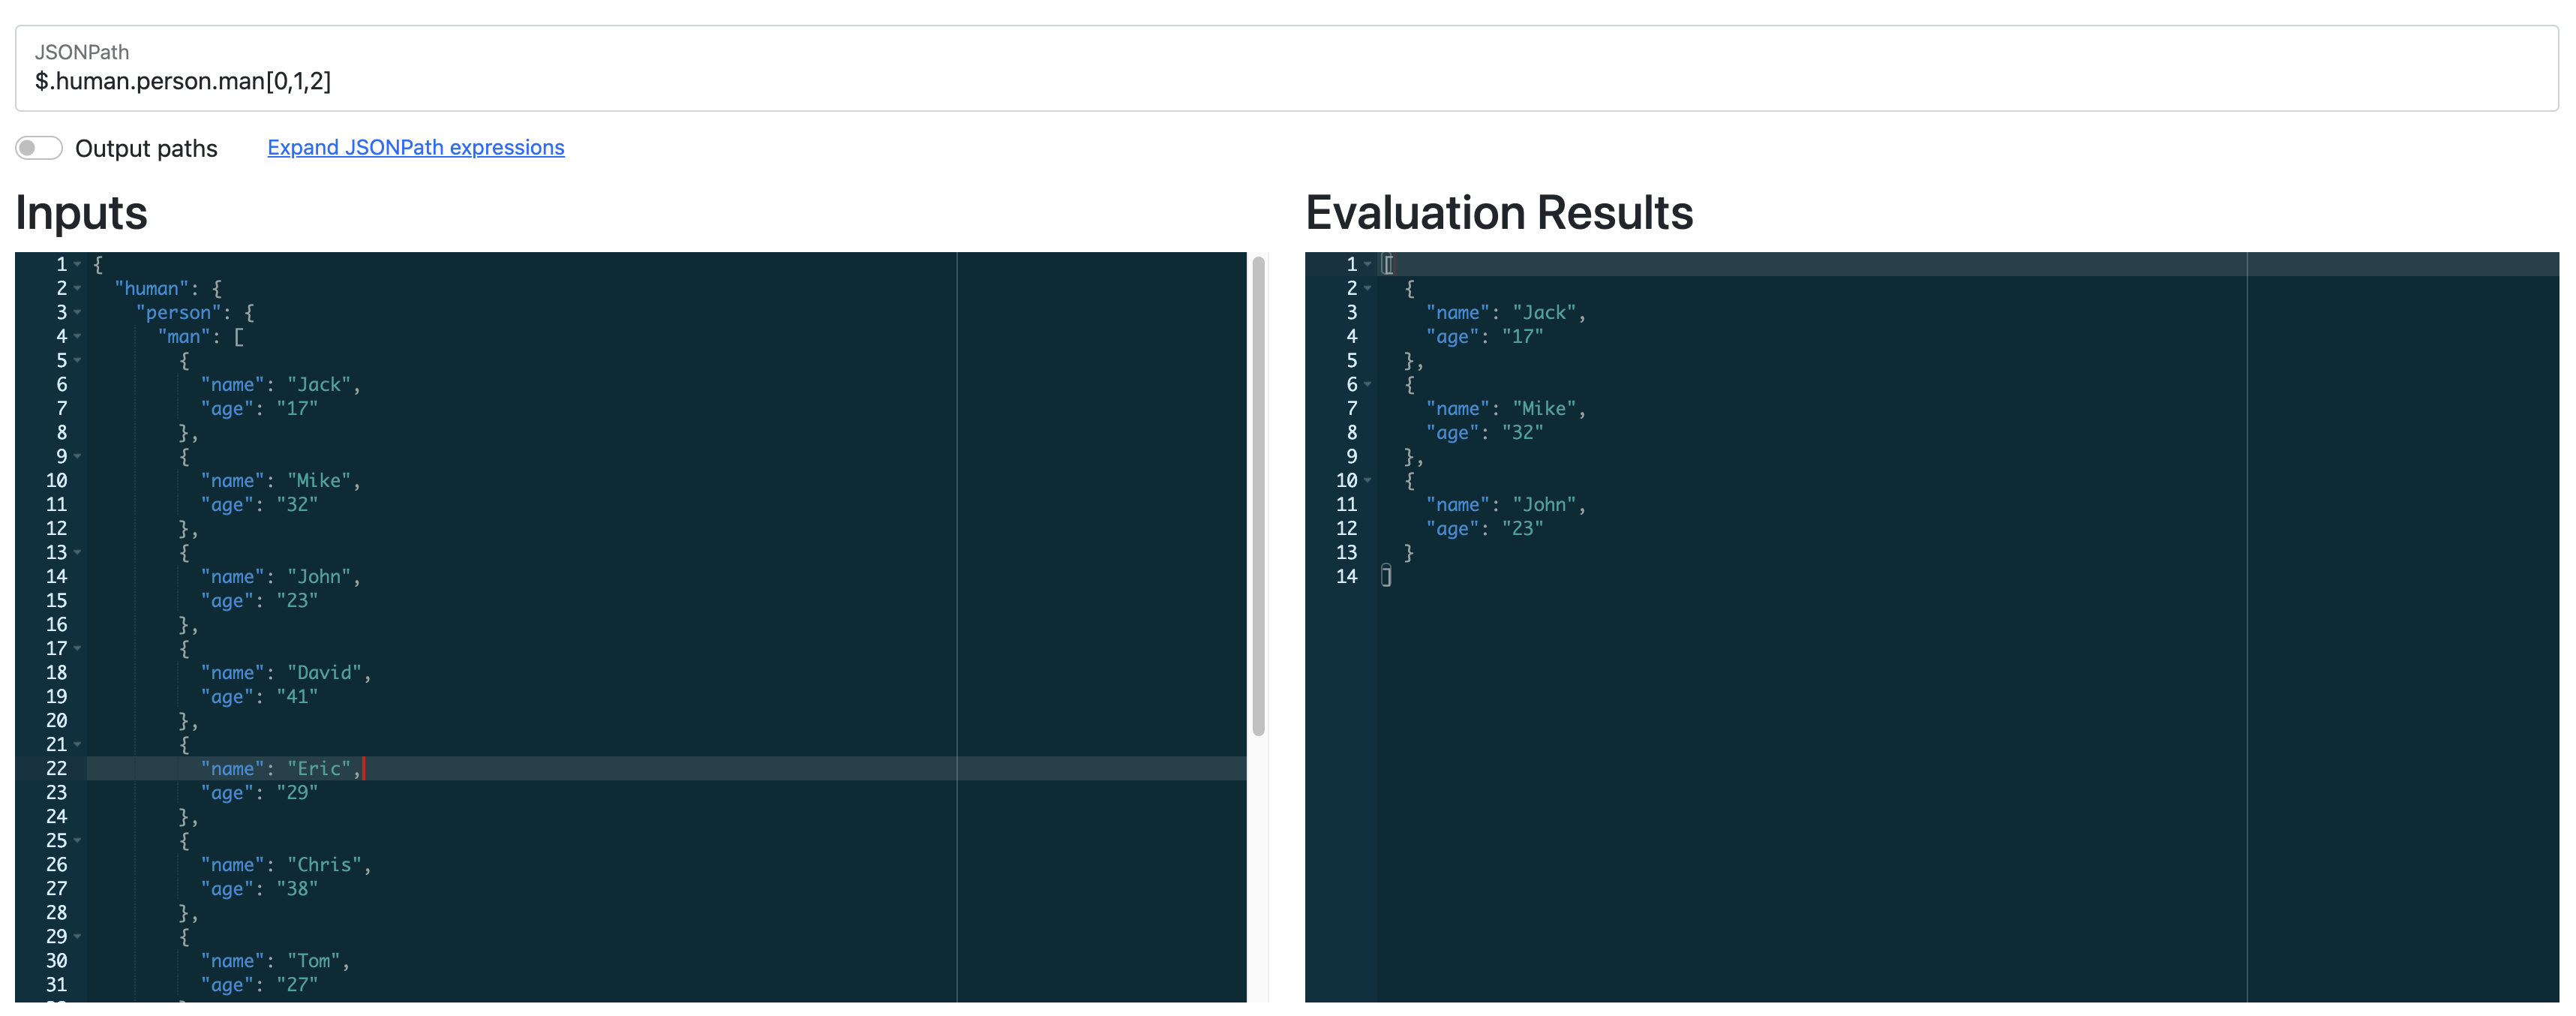 JSONPath
$.human.person.man[0,1,2]
Output paths
Expand JSONPath expressions
Inputs
1 {
2 "human": {
3 "person": {
4 "man": [
5 {
6 "name": "Jack",
7 "age": "17"
8 },
9 {
10 "name": "Mike",
11 "age": "32"
12 },
13 {
14 "name": "John",
15 "age": "23"
16 },
17 {
18 "name": "David",
19 "age": "41"
20 },
21 {
22 "name": "Eric",
23 "age": "29"
24 },
25 {
26 "name": "Chris",
27 "age": "38"
28 },
29 {
30 "name": "Tom",
31 "age": "27"
Evaluation Results
1 [
2 {
3 "name": "Jack",
4 "age": "17"
5 },
6 {
7 "name": "Mike",
8 "age": "32"
9 },
10 {
11 "name": "John",
12 "age": "23"
13 }
14 ]